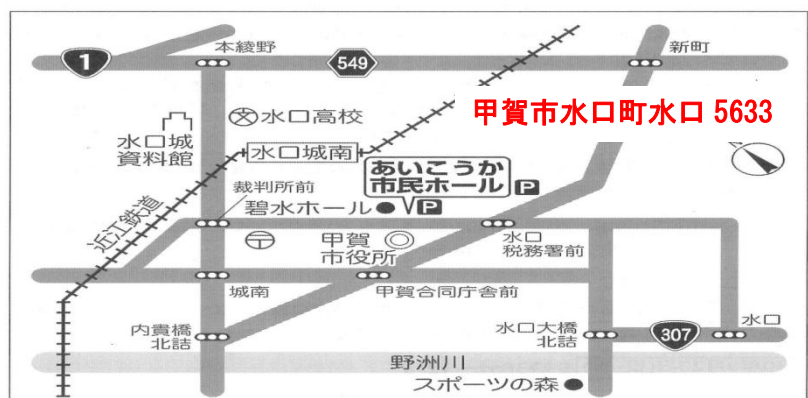 本綾野
新町
1
549
甲賀市水口町水口 5633
水口高校
水口城
資料館
水口城南
あいこうか
市民ホール P
裁判所前
碧水ホール P
近江鉄道
甲賀
市役所
水口
税務署前
城南
甲賀合同庁舎前
内貴橋
北詰
水口大橋
北詰
307
水口
野洲川
スポーツの森